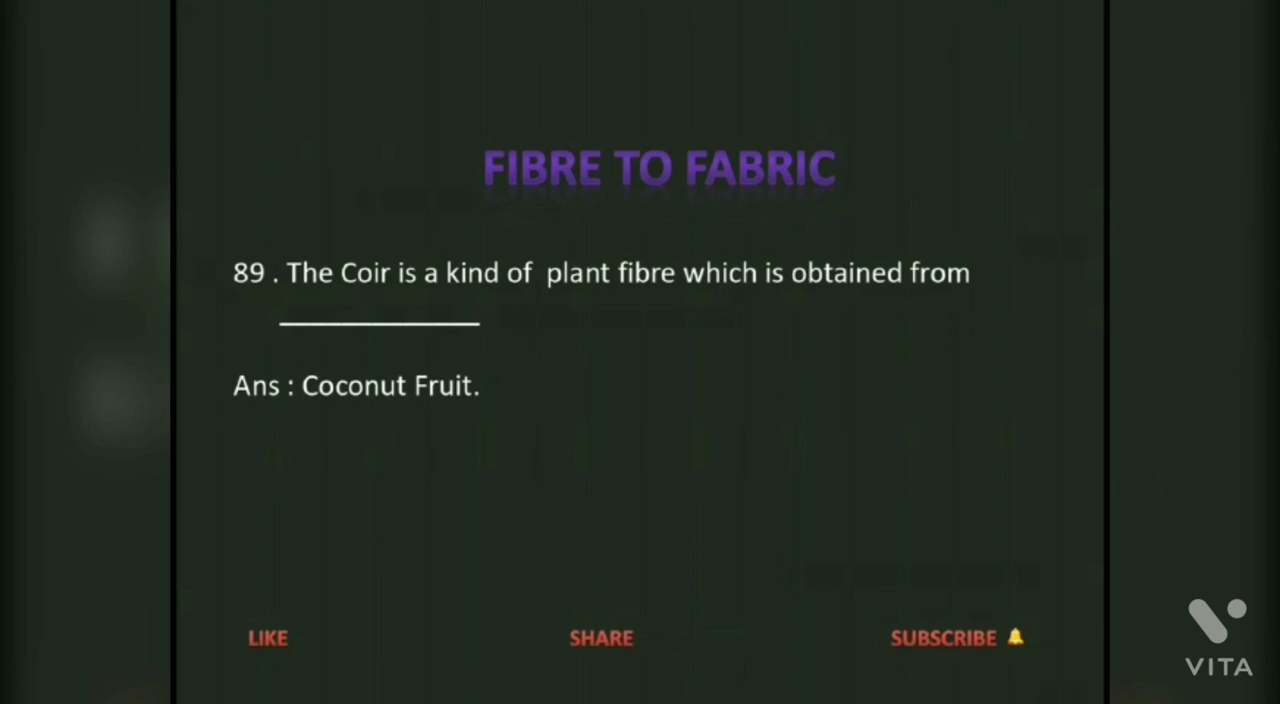 FIBRE TO FABRIC
89 . The Coir is a kind of plant fibre which is obtained from
______________
Ans : Coconut Fruit.
LIKE SHARE SUBSCRIBE 🔔
VITA